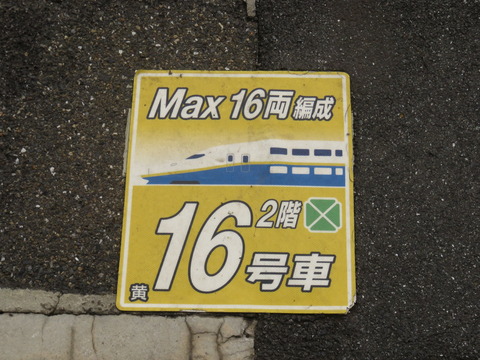 Max 16両 編成
2階
16号車
黄